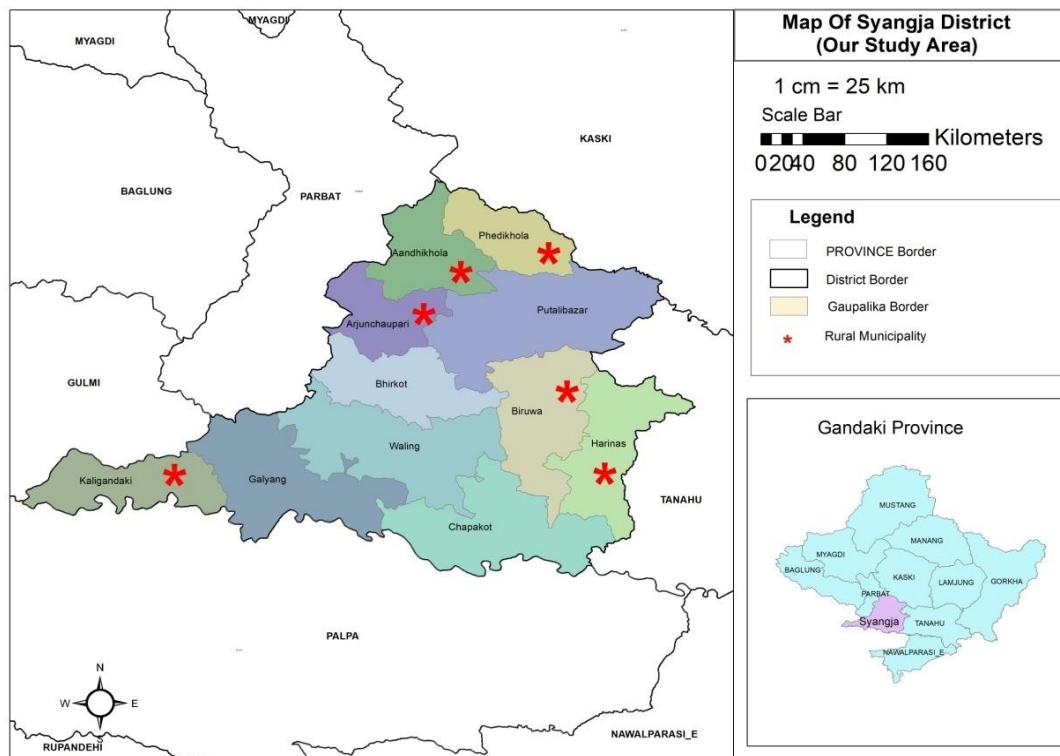 MYAGDI
MYAGDI
KASKI
BAGLUNG
PARBAT
Phedikhola
Aandhikhola
Putalibazar
Arjunchaupari
GULMI
Bhirkot
Biruwa
Harinas
Waling
Kaligandaki
Galyang
TANAHU
Chapakot
PALPA
N
W E
S
RUPANDEHI
NAWALPARASI_E
Map Of Syangja District
(Our Study Area)
1 cm = 25 km
Scale Bar
Kilometers
0 20 40 80 120 160
Legend
PROVINCE Border
District Border
Gaupalika Border
Rural Municipality
Gandaki Province
MUSTANG
MANANG
MYAGDI
BAGLUNG
KASKI
LAMJUNG
GORKHA
PARBAT
Syangja
TANAHU
NAWALPARASI_E